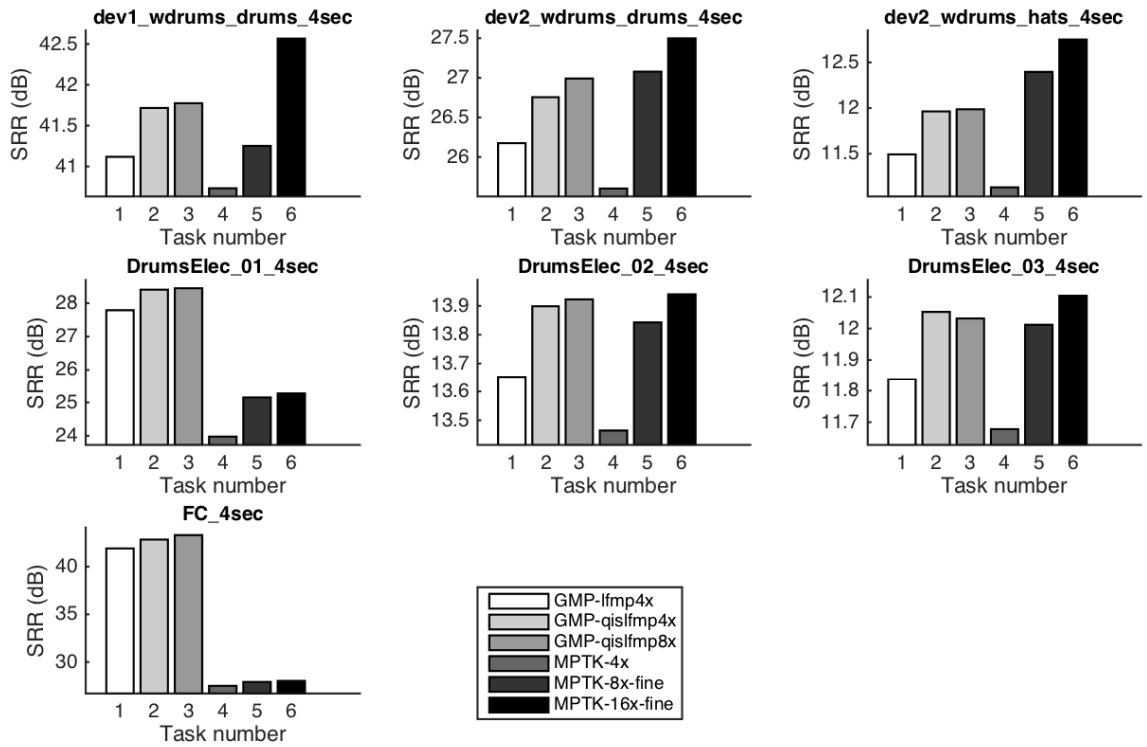 dev1_wdrums_drums_4sec
SRR (dB)
42.5
42
41.5
41
1 2 3 4 5 6
Task number
dev2_wdrums_drums_4sec
SRR (dB)
27.5
27
26.5
26
1 2 3 4 5 6
Task number
dev2_wdrums_hats_4sec
SRR (dB)
12.5
12
11.5
1 2 3 4 5 6
Task number
DrumsElec_01_4sec
SRR (dB)
28
27
26
25
24
1 2 3 4 5 6
Task number
DrumsElec_02_4sec
SRR (dB)
13.9
13.8
13.7
13.6
13.5
1 2 3 4 5 6
Task number
DrumsElec_03_4sec
SRR (dB)
12.1
12
11.9
11.8
11.7
1 2 3 4 5 6
Task number
FC_4sec
SRR (dB)
40
30
1 2 3 4 5 6
Task number
GMP-lfmp4x
GMP-qislfmp4x
GMP-qislfmp8x
MPTK-4x
MPTK-8x-fine
MPTK-16x-fine